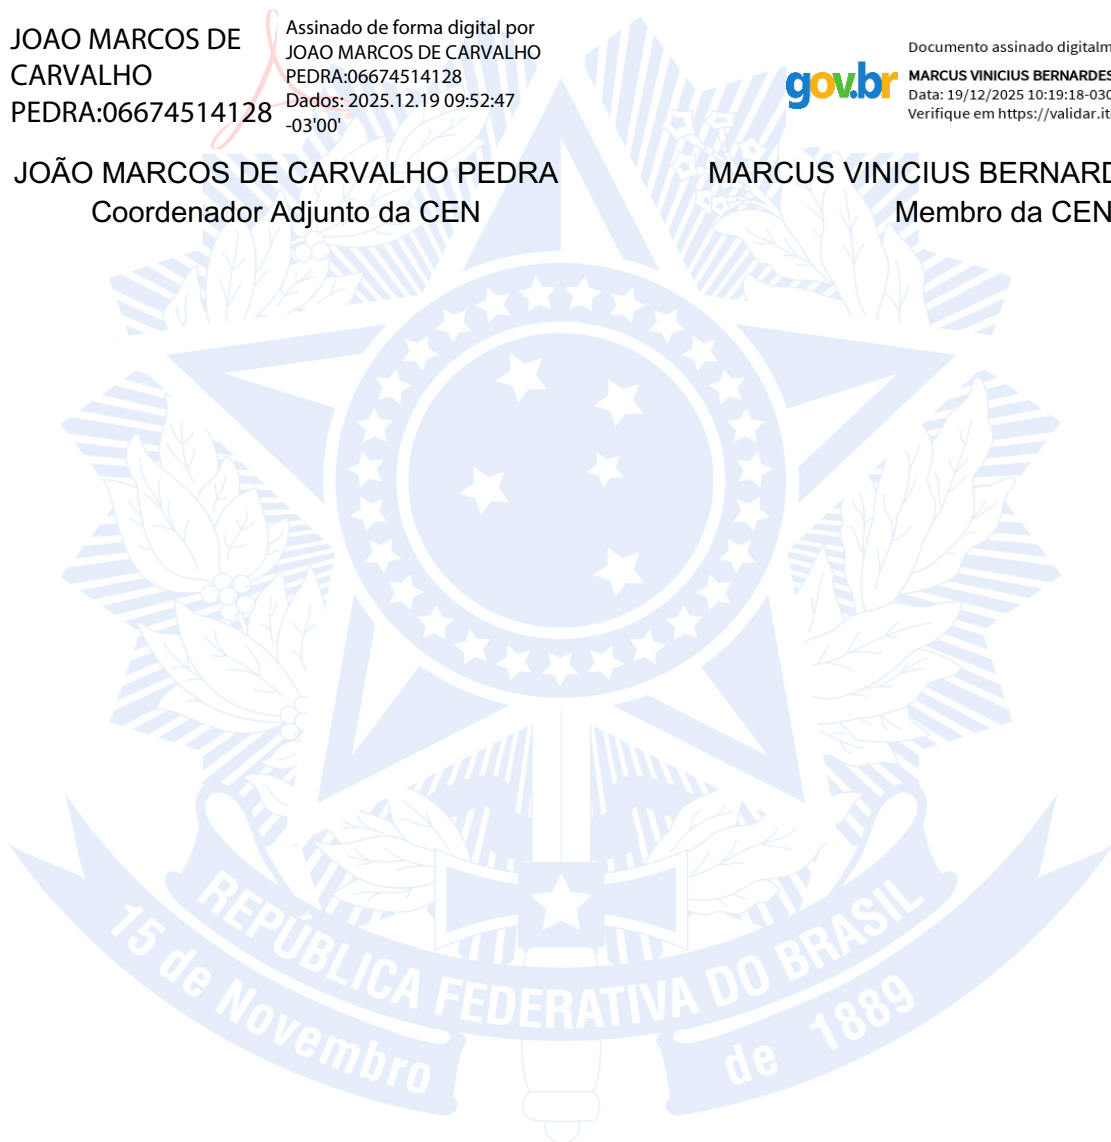 JOAO MARCOS DE
CARVALHO
PEDRA:06674514128
Assinado de forma digital por
JOAO MARCOS DE CARVALHO
PEDRA:06674514128
Dados: 2025.12.19 09:52:47
-03'00'
JOÃO MARCOS DE CARVALHO PEDRA
Coordenador Adjunto da CEN
gov.br
Documento assinado digitalm
MARCUS VINICIUS BERNARDES
Data: 19/12/2025 10:19:18-030
Verifique em https://validar.iti
MARCUS VINICIUS BERNARD
Membro da CEN
REPÚBLICA FEDERATIVA DO BRASIL
15 de Novembro de 1889